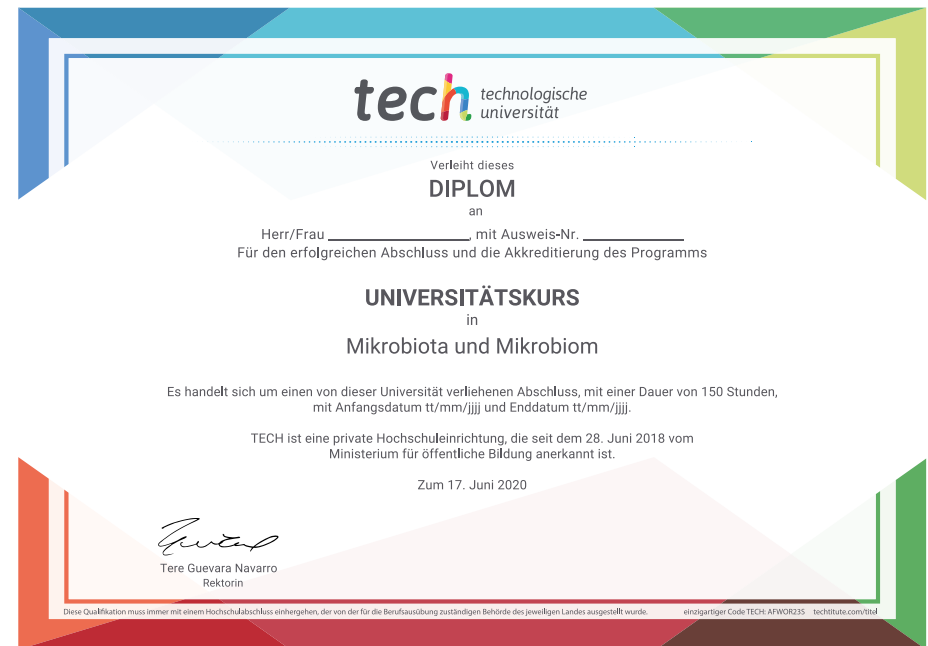 tech technologische
universität
Verleiht dieses
DIPLOM
an
Herr/Frau ____________________, mit Ausweis-Nr. ______________
Für den erfolgreichen Abschluss und die Akkreditierung des Programms
UNIVERSITÄTSKURS
in
Mikrobiota und Mikrobiom
Es handelt sich um einen von dieser Universität verliehenen Abschluss, mit einer Dauer von 150 Stunden,
mit Anfangsdatum tt/mm/jjjj und Enddatum tt/mm/jjjj.
TECH ist eine private Hochschuleinrichtung, die seit dem 28. Juni 2018 vom
Ministerium für öffentliche Bildung anerkannt ist.
Zum 17. Juni 2020
Tere Guevara Navarro
Rektorin
Diese Qualifikation muss immer mit einem Hochschulabschluss einhergehen, der von der für die Berufsausübung zuständigen Behörde des jeweiligen Landes ausgestellt wurde. einzigartiger Code TECH: AFWOR23S techtitute.com/titel